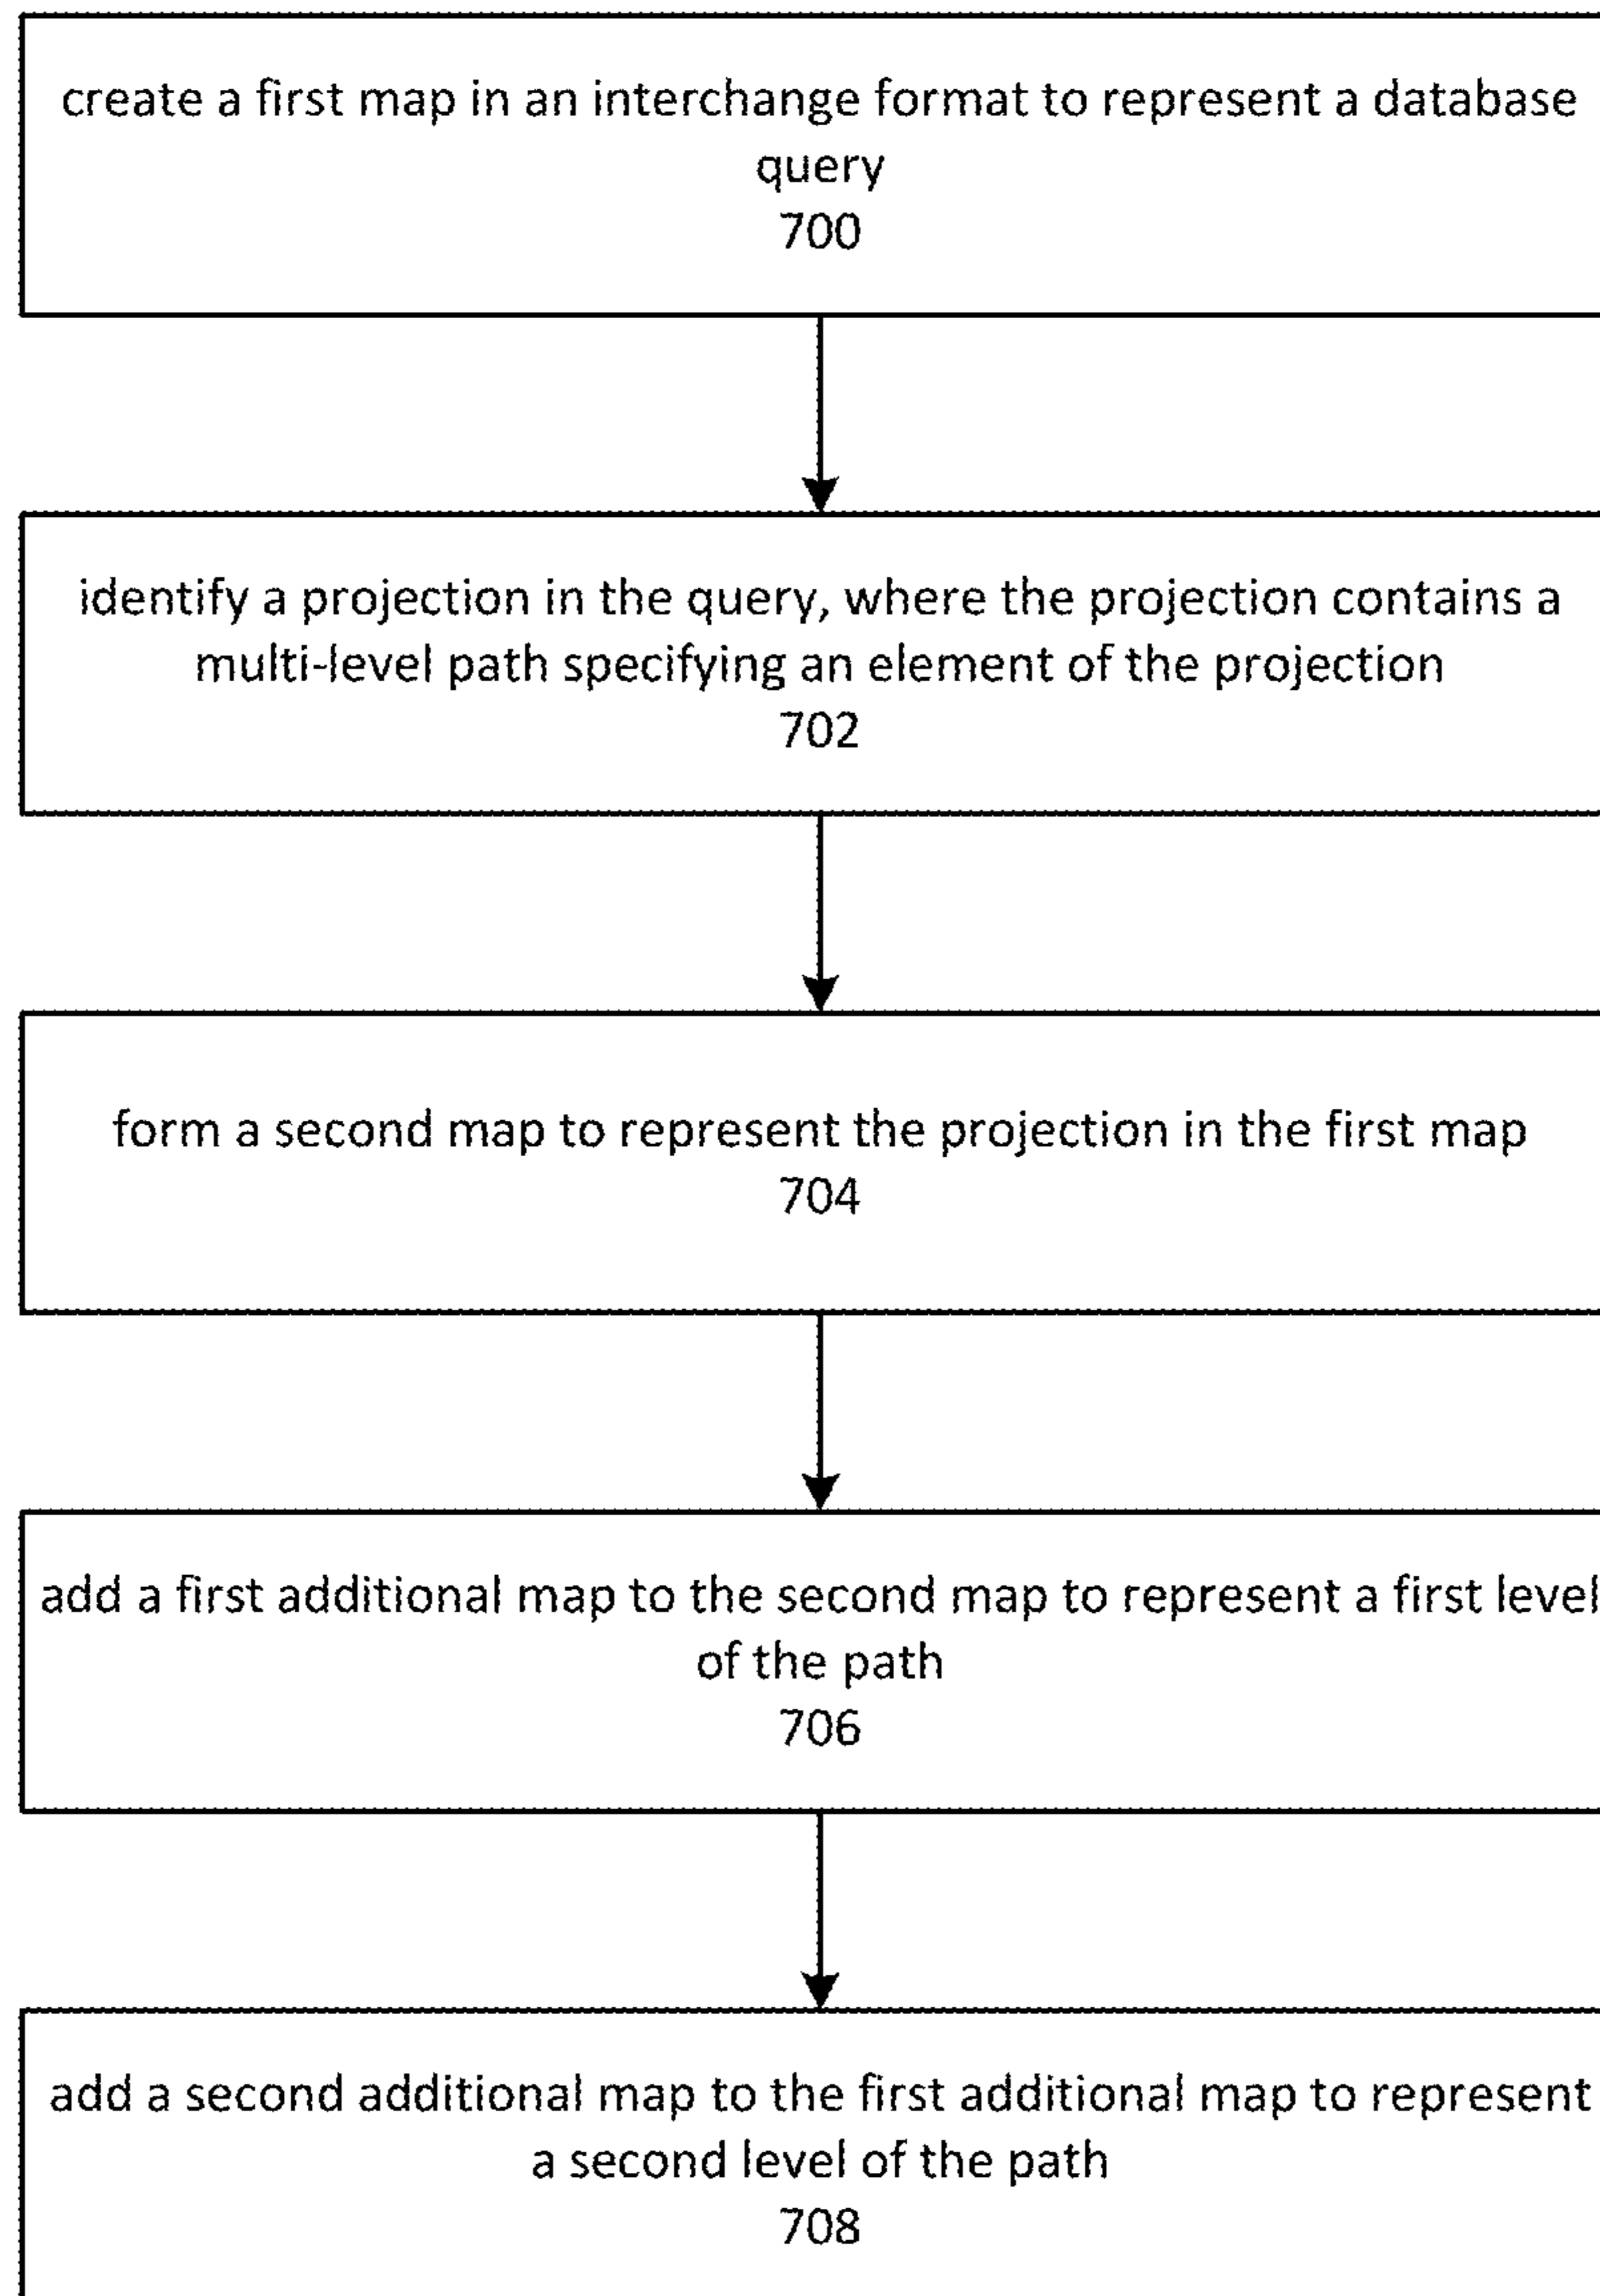 create a first map in an interchange format to represent a database
query
700
identify a projection in the query, where the projection contains a
multi-level path specifying an element of the projection
702
form a second map to represent the projection in the first map
704
add a first additional map to the second map to represent a first level
of the path
706
add a second additional map to the first additional map to represent
a second level of the path
708